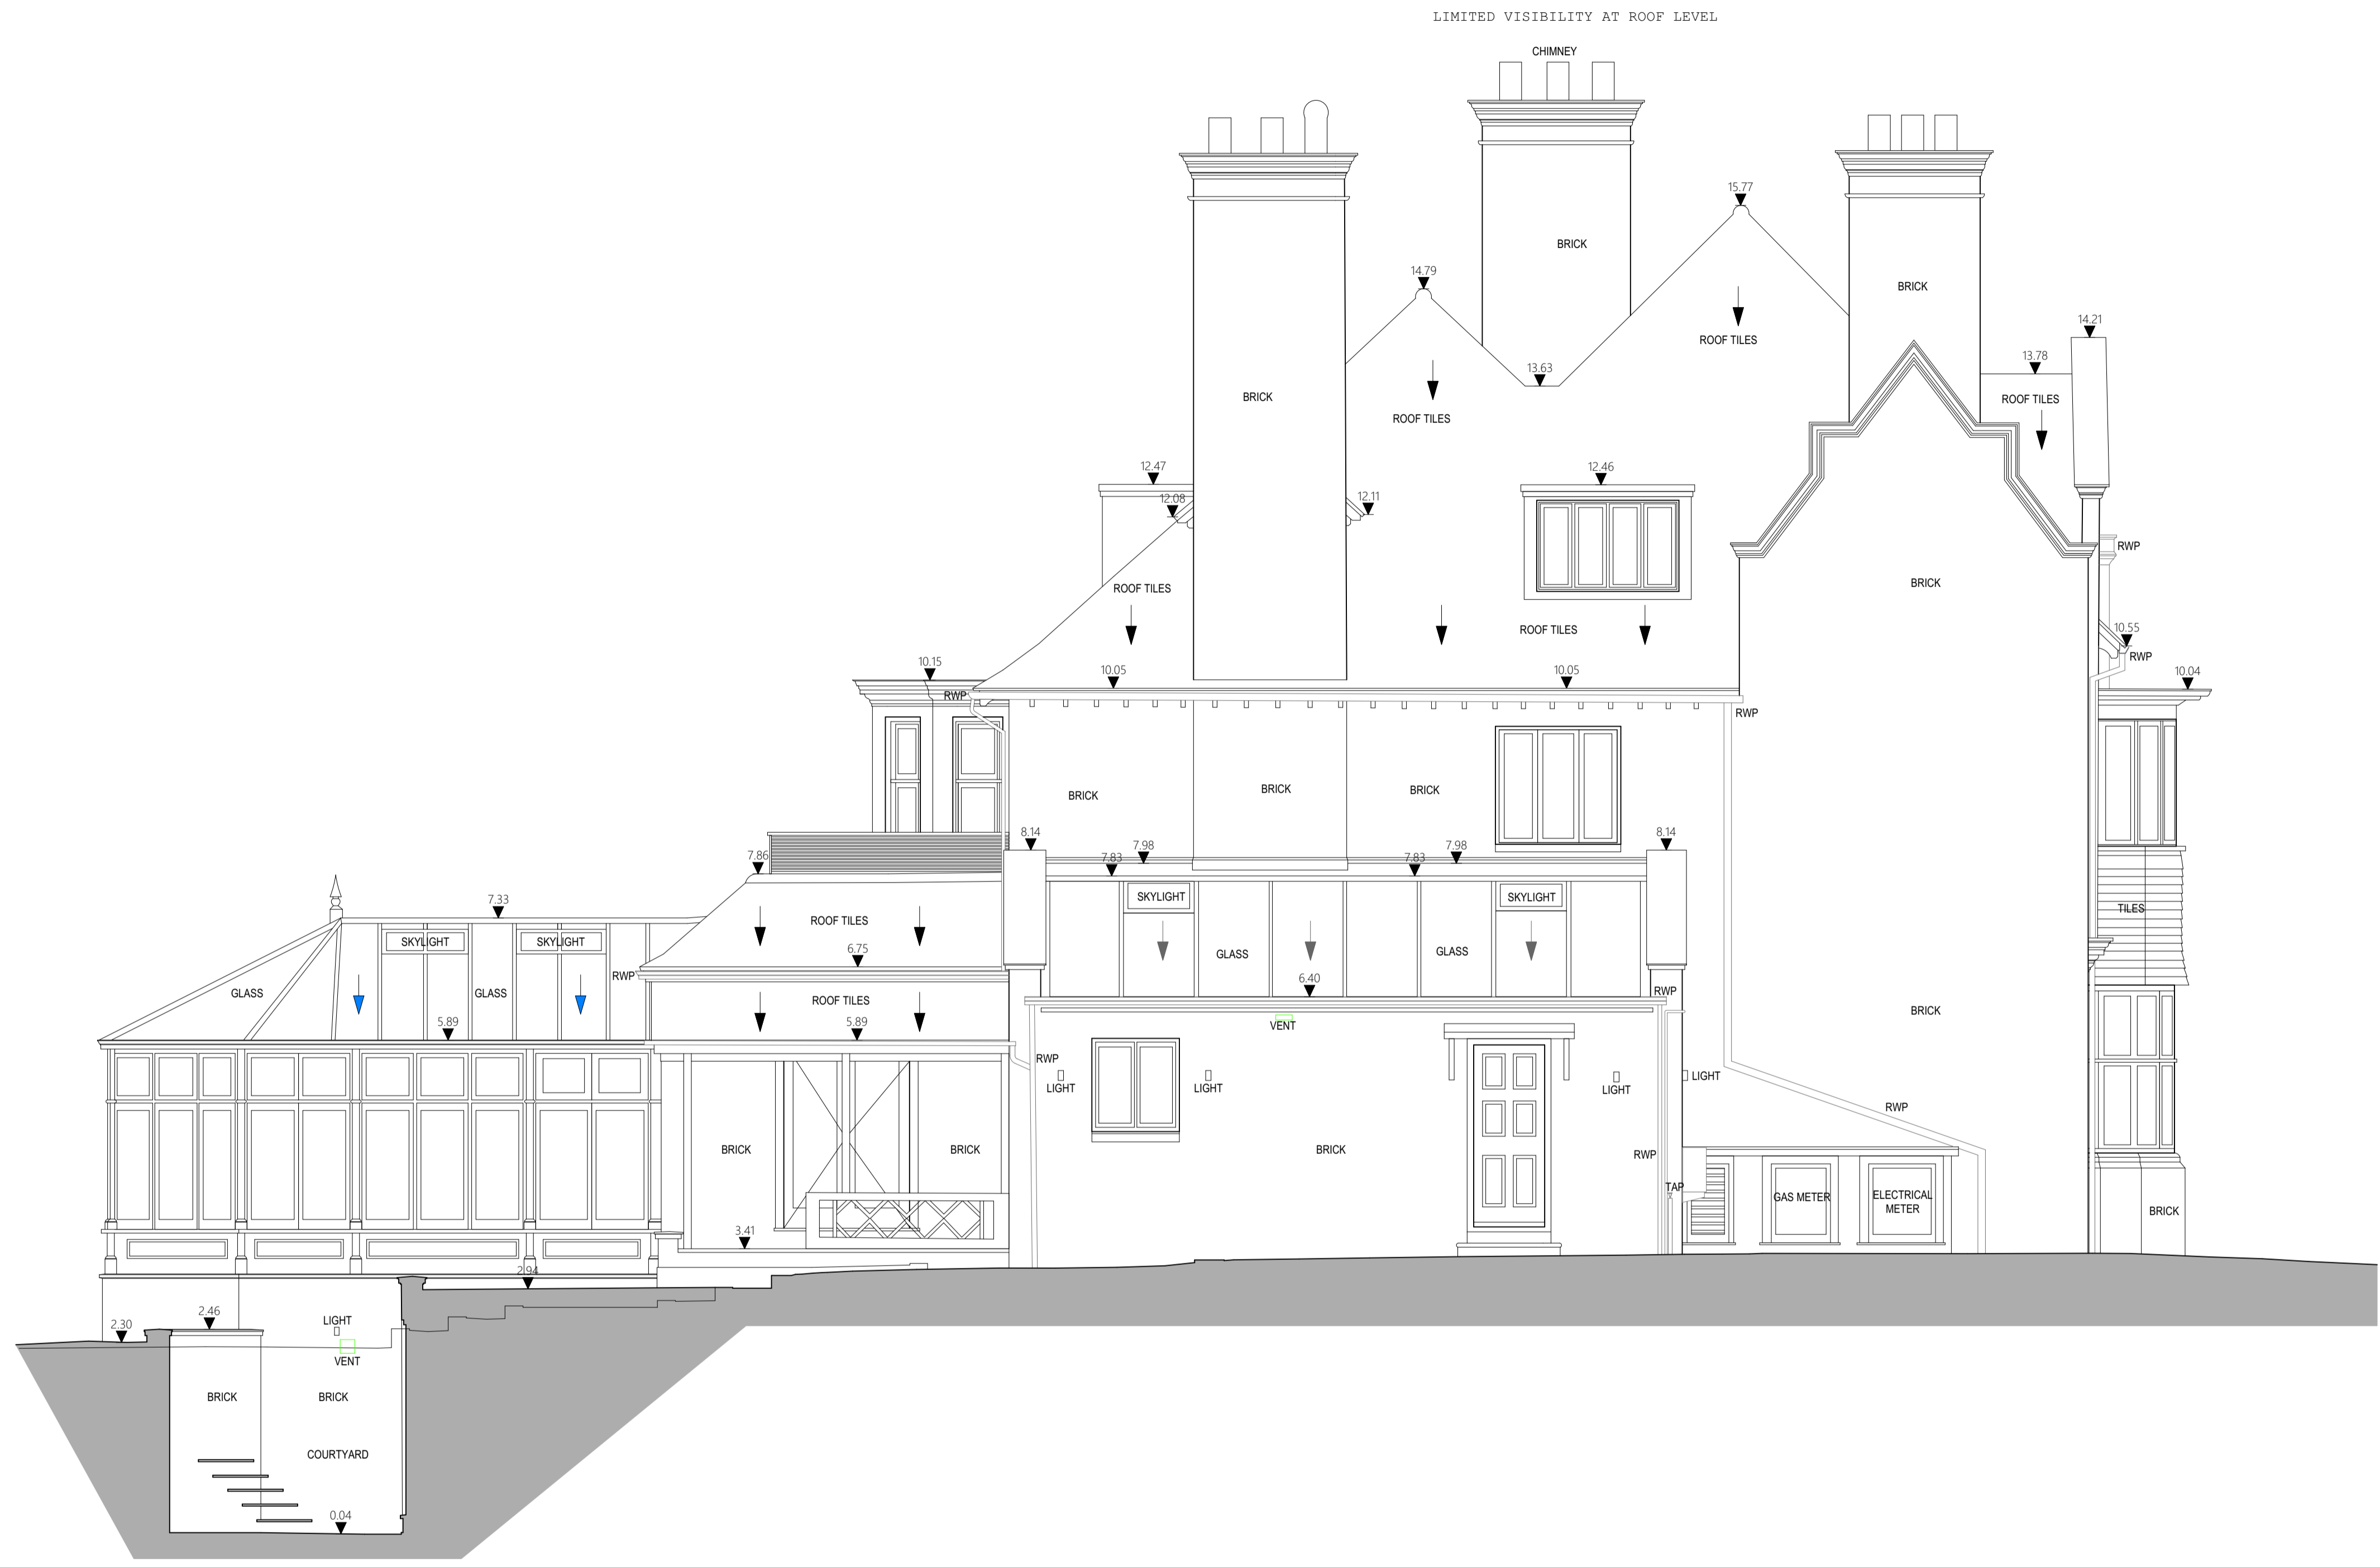 LIMITED VISIBILITY AT ROOF LEVEL
CHIMNEY
15.77
BRICK
14.79
BRICK
14.21
ROOF TILES
13.78
13.63
BRICK
ROOF TILES
ROOF TILES
12.47
12.46
12.08
12.11
RWP
ROOF TILES
BRICK
ROOF TILES
10.55
RWP
10.15
10.05
10.05
10.04
RWP
RWP
BRICK
BRICK
BRICK
8.14
8.14
7.98
7.98
7.86
7.83
7.83
7.33
SKYLIGHT
SKYLIGHT
TILES
ROOF TILES
SKYLIGHT
SKYLIGHT
6.75
GLASS
GLASS
RWP
6.40
GLASS
GLASS
RWP
ROOF TILES
BRICK
5.89
5.89
VENT
RWP
LIGHT
LIGHT
LIGHT
LIGHT
RWP
BRICK
BRICK
BRICK
RWP
TAP
GAS METER
ELECTRICAL
METER
BRICK
3.41
2.94
2.46
2.30
LIGHT
VENT
BRICK
BRICK
COURTYARD
0.04